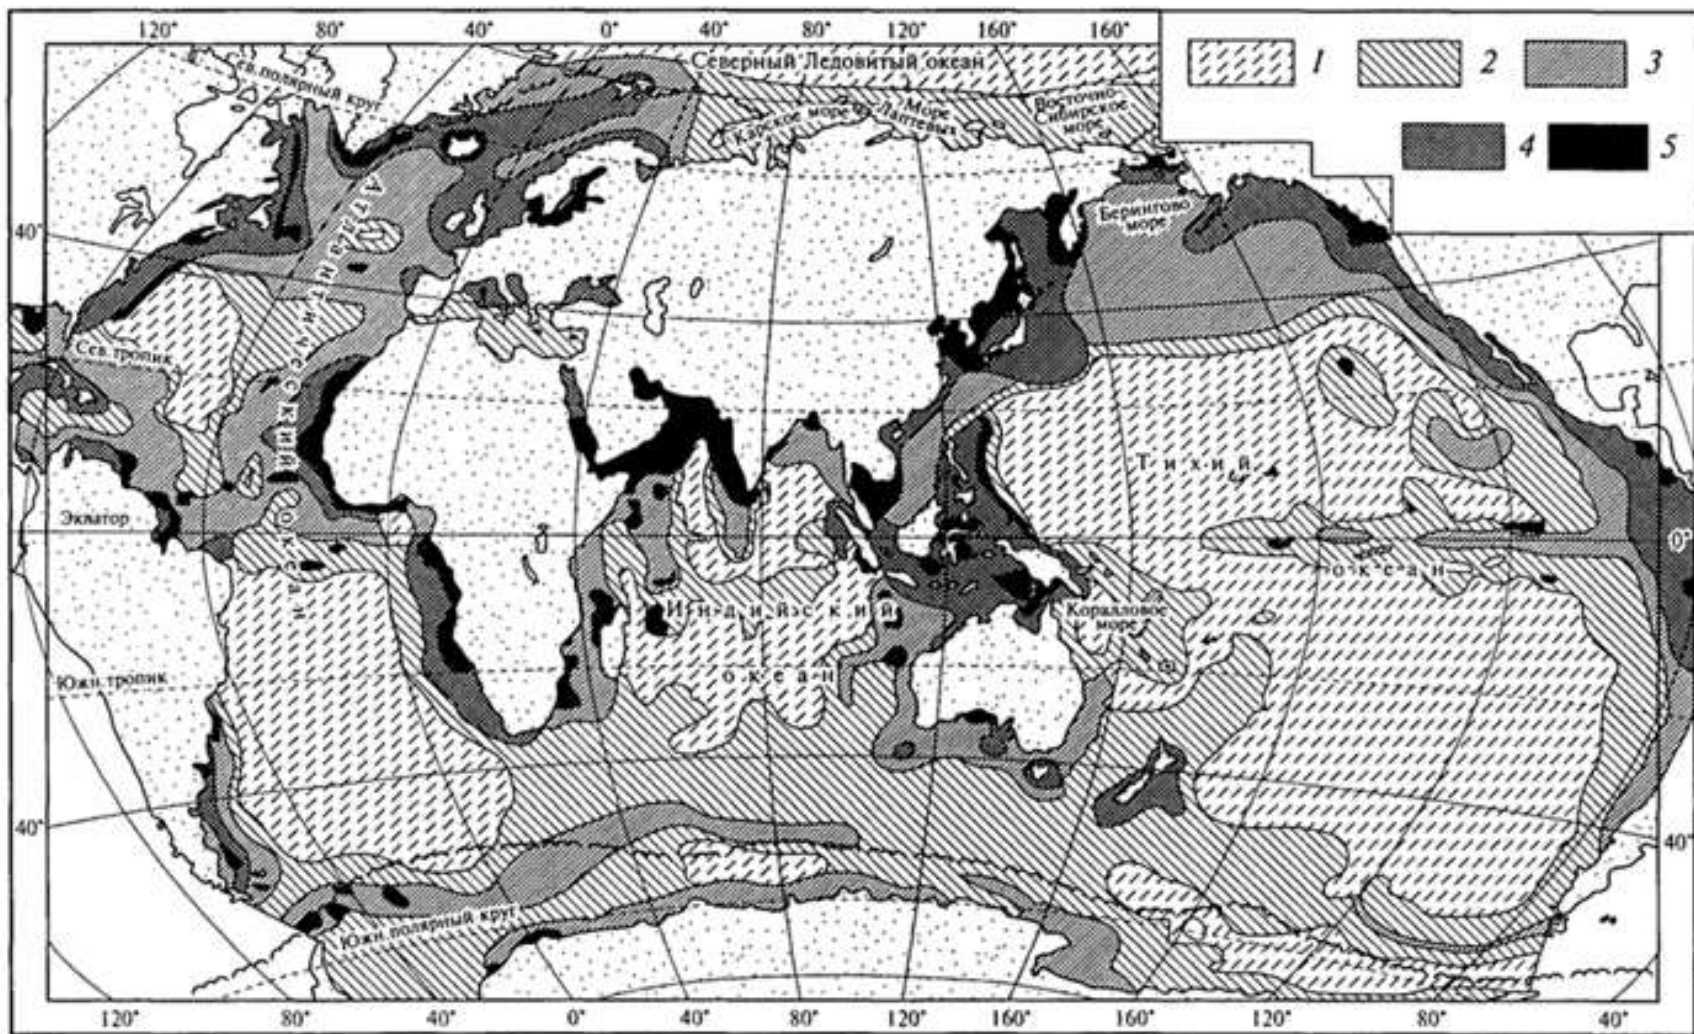 120° 80° 40° 0° 40° 80° 120° 160° 160°
1 2 3
4 5
Северный Ледовитый океан
Сев. полярный круг
Карское море
Море Лаптевых
Восточно-
Сибирское
море
Берингово
море
40°
Атлантический океан
Сев. тропик
Тихий
океан
Экватор
0°
Индийский
океан
Коралловое
море
Южн. тропик
40°
40°
Южн. полярный круг
120° 80° 40° 0° 40° 80° 120° 160° 160° 120° 80° 40°